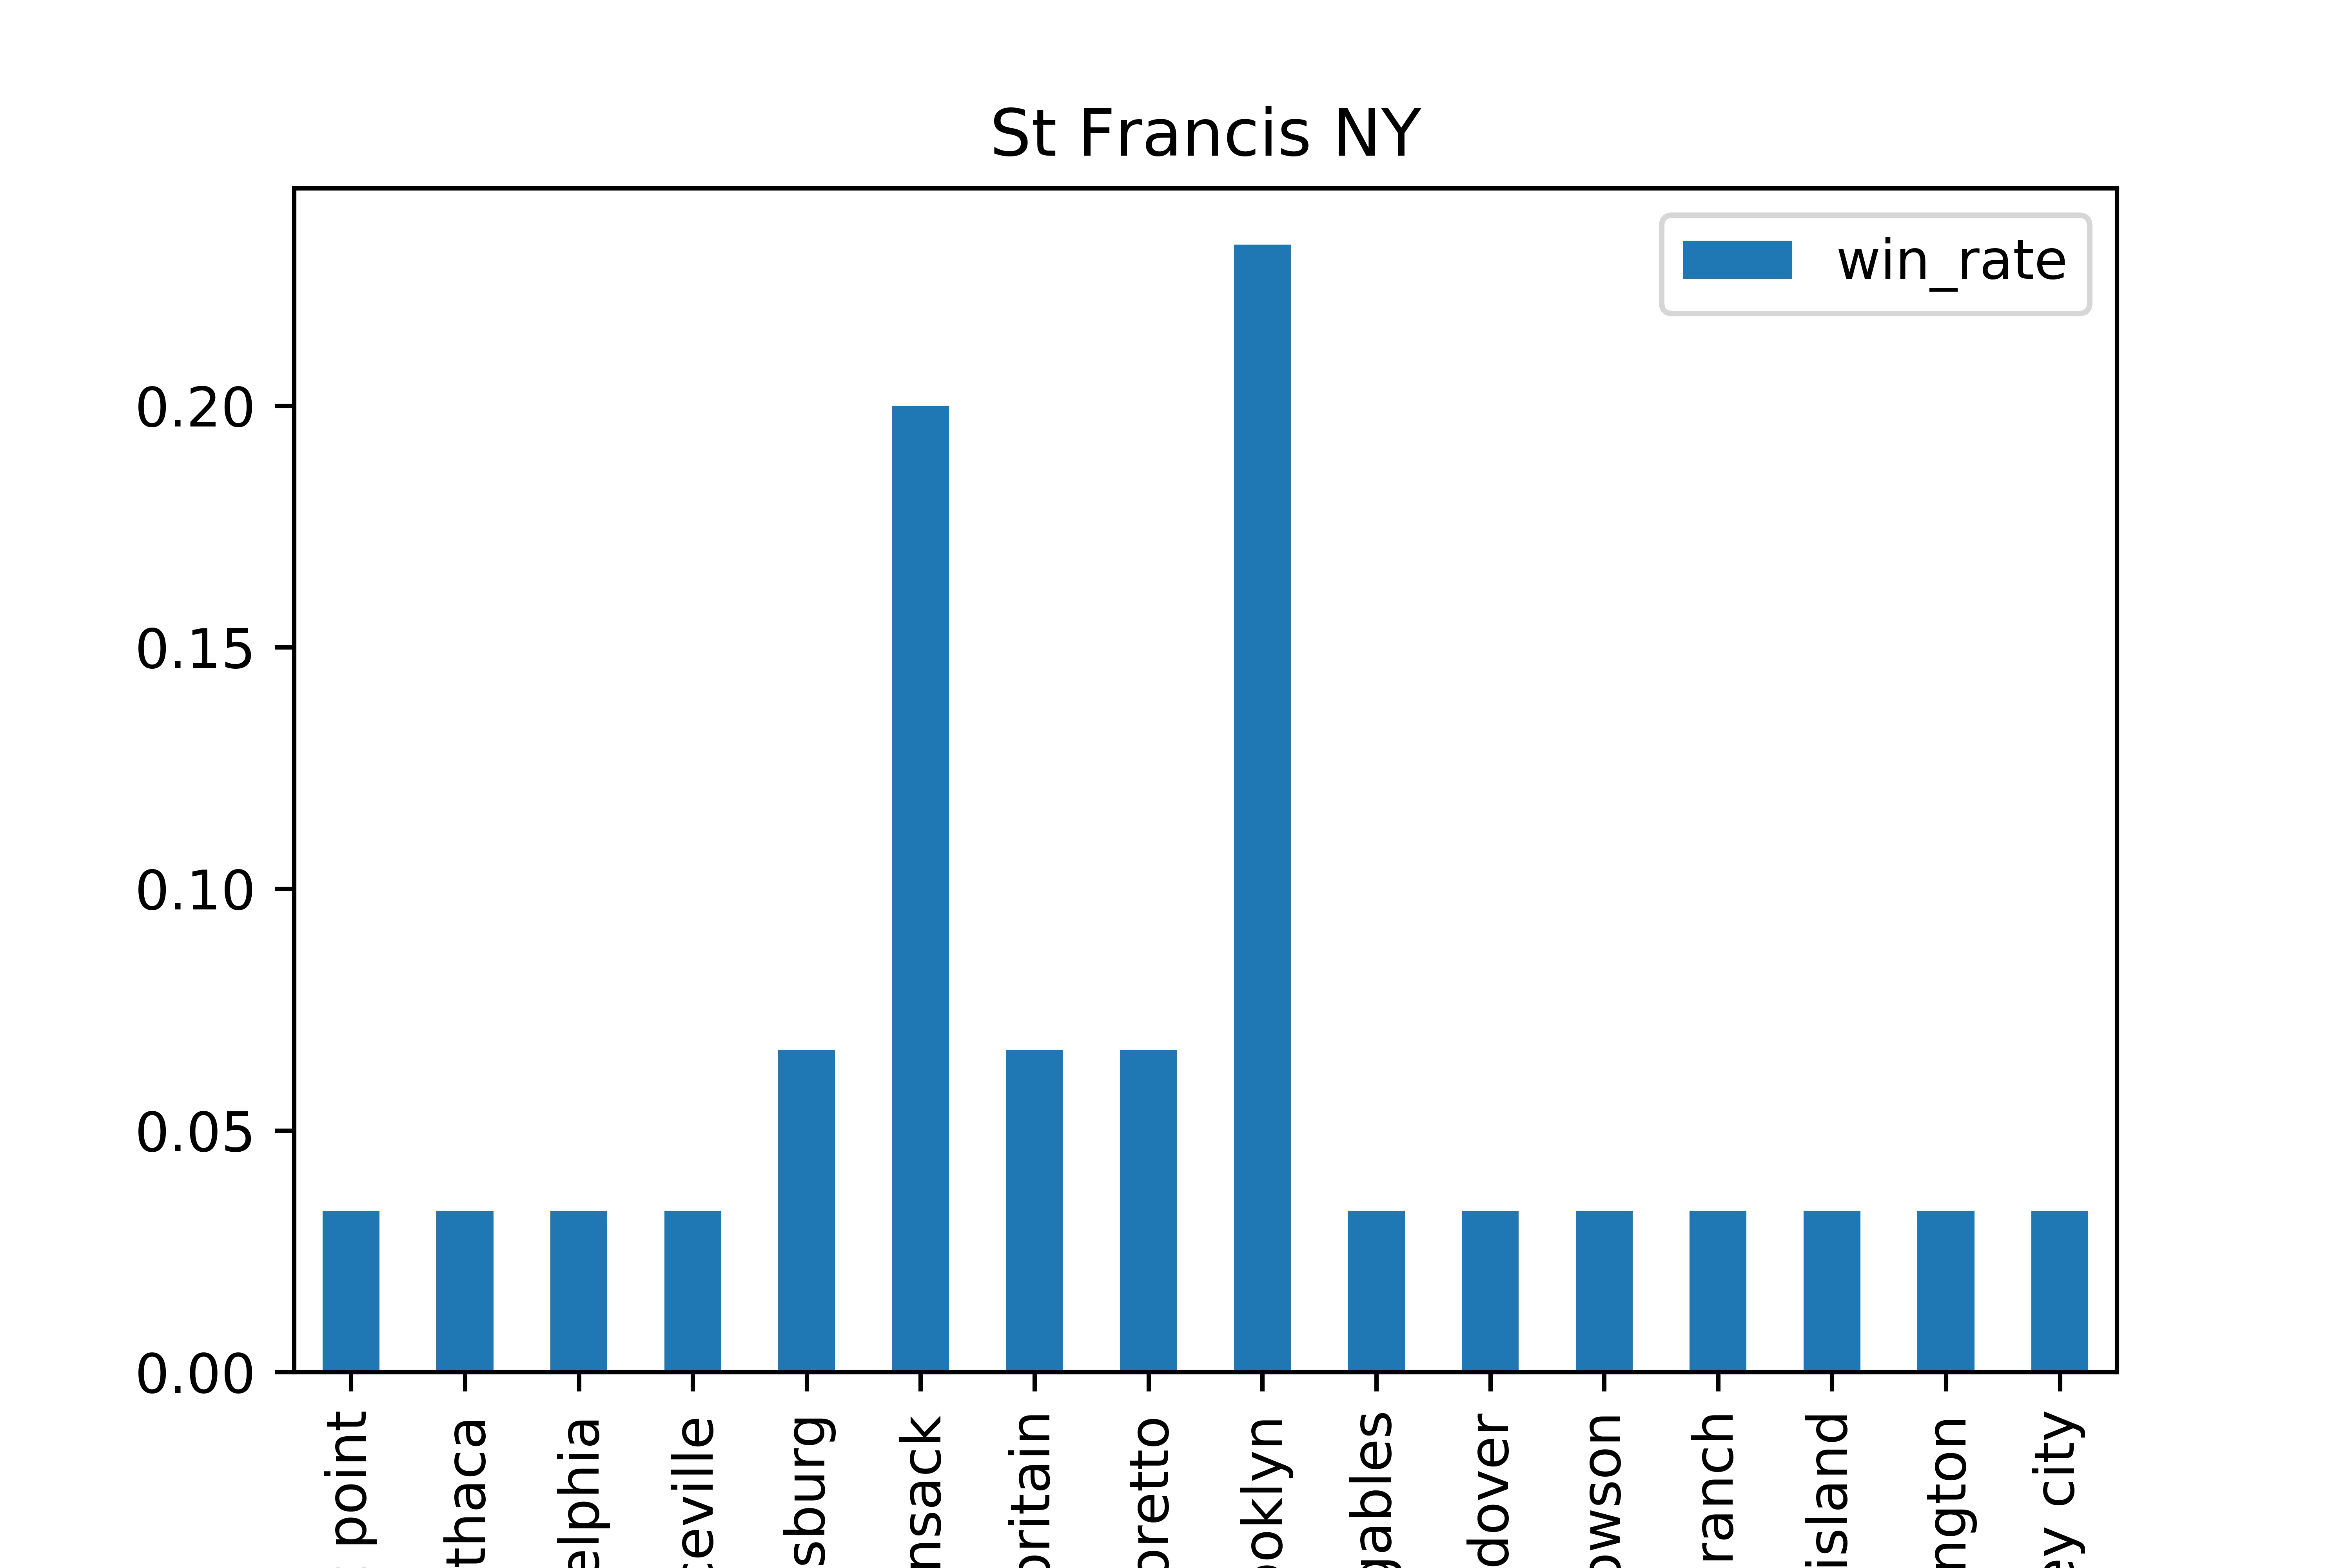 St Francis NY
win_rate
0.20
0.15
0.10
0.05
0.00
point
thaca
elphia
eville
sburg
nsack
britain
oretto
ooklyn
gables
dover
owson
ranch
island
ngton
ey city